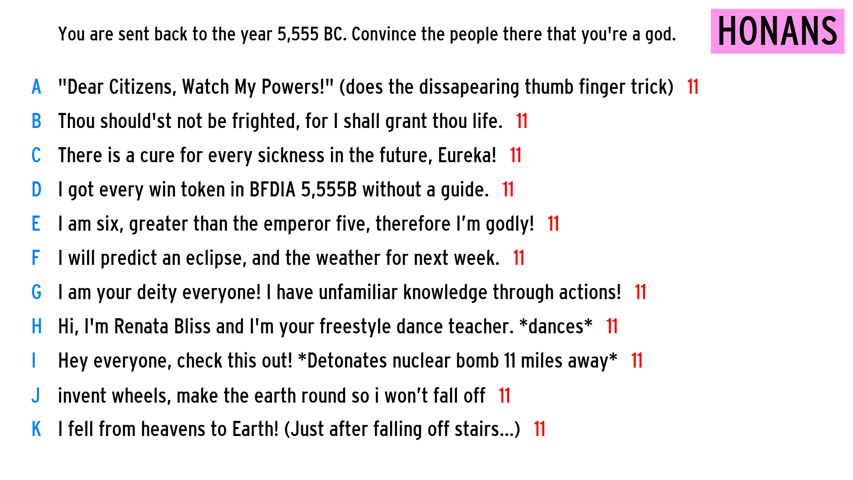 You are sent back to the year 5,555 BC. Convince the people there that you're a god.
HONANS
A "Dear Citizens, Watch My Powers!" (does the dissapearing thumb finger trick) 11
B Thou should'st not be frighted, for I shall grant thou life. 11
C There is a cure for every sickness in the future, Eureka! 11
D I got every win token in BFDIA 5,555B without a guide. 11
E I am six, greater than the emperor five, therefore I’m godly! 11
F I will predict an eclipse, and the weather for next week. 11
G I am your deity everyone! I have unfamiliar knowledge through actions! 11
H Hi, I'm Renata Bliss and I'm your freestyle dance teacher. *dances* 11
I Hey everyone, check this out! *Detonates nuclear bomb 11 miles away* 11
J invent wheels, make the earth round so i won’t fall off 11
K I fell from heavens to Earth! (Just after falling off stairs...) 11